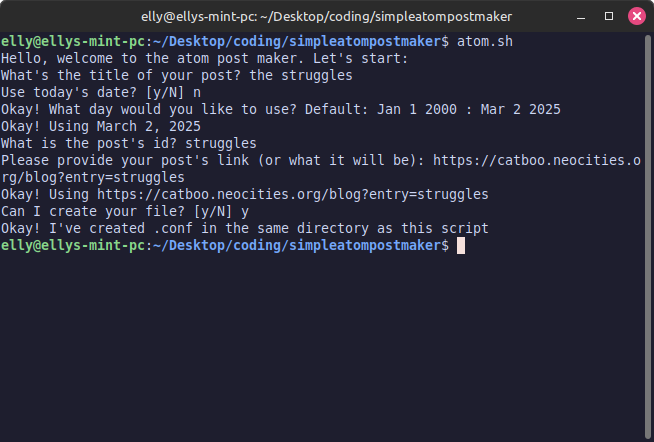 elly@ellys-mint-pc: ~/Desktop/coding/simpleatompostmaker
elly@ellys-mint-pc:~/Desktop/coding/simpleatompostmaker$ atom.sh
Hello, welcome to the atom post maker. Let's start:
What's the title of your post? the struggles
Use today's date? [y/N] n
Okay! What day would you like to use? Default: Jan 1 2000 : Mar 2 2025
Okay! Using March 2, 2025
What is the post's id? struggles
Please provide your post's link (or what it will be): https://catboo.neocities.o
rg/blog?entry=struggles
Okay! Using https://catboo.neocities.org/blog?entry=struggles
Can I create your file? [y/N] y
Okay! I've created .conf in the same directory as this script
elly@ellys-mint-pc:~/Desktop/coding/simpleatompostmaker$